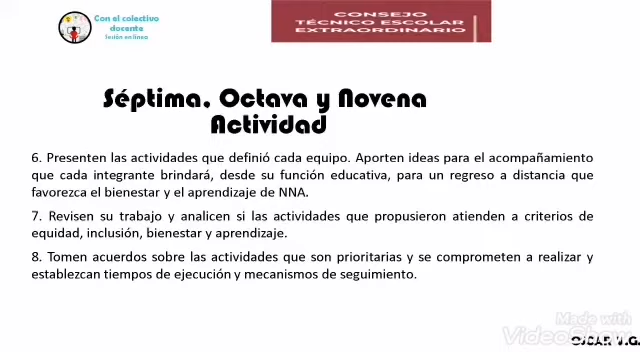 Con el colectivo
docente
Sesión en línea
CONSEJO
TÉCNICO ESCOLAR
EXTRAORDINARIO
Séptima, Octava y Novena
Actividad
6. Presenten las actividades que definió cada equipo. Aporten ideas para el acompañamiento
que cada integrante brindará, desde su función educativa, para un regreso a distancia que
favorezca el bienestar y el aprendizaje de NNA.
7. Revisen su trabajo y analicen si las actividades que propusieron atienden a criterios de
equidad, inclusión, bienestar y aprendizaje.
8. Tomen acuerdos sobre las actividades que son prioritarias y se comprometen a realizar y
establezcan tiempos de ejecución y mecanismos de seguimiento.
Made with
VideoShow
OSCAR V.G.